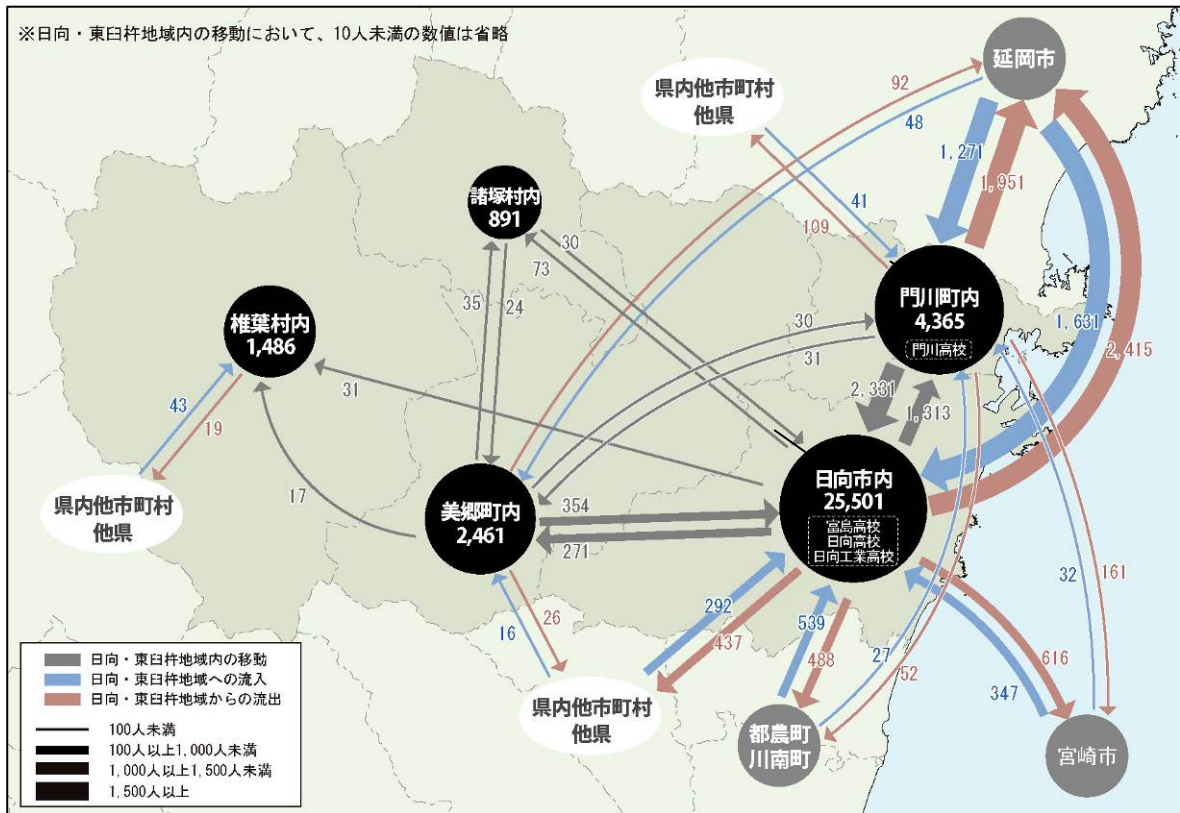 ※日向・東臼杵地域内の移動において、10人未満の数値は省略
延岡市
92
県内他市町村
他県
48
1,271
1,951
諸塚村内
891
41
109
30
73
35
24
門川町内
4,365
門川高校
椎葉村内
1,486
30
31
1,631
2,415
31
2,331
1,313
43
19
県内他市町村
他県
17
美郷町内
2,461
354
271
日向市内
25,501
富島高校
日向高校
日向工業高校
32
161
292
437
539
488
27
52
616
347
16
26
県内他市町村
他県
都農町
川南町
宮崎市
日向・東臼杵地域内の移動
日向・東臼杵地域への流入
日向・東臼杵地域からの流出
100人未満
100人以上1,000人未満
1,000人以上1,500人未満
1,500人以上